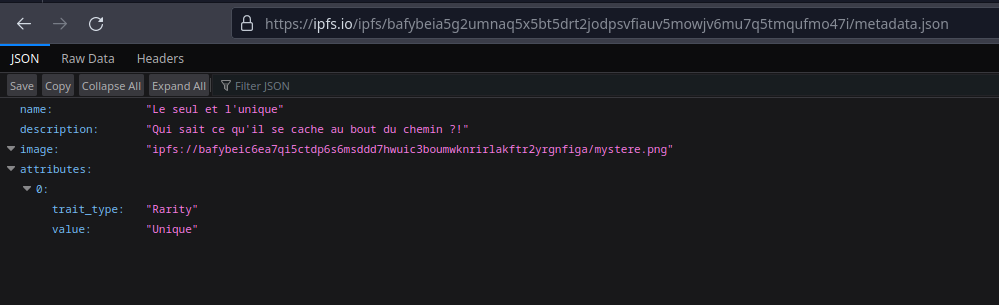 https://ipfs.io/ipfs/bafybeia5g2umnaq5x5bt5drt2jodpsvfiauv5mowjv6mu7q5tmqufmo47i/metadata.json
JSON Raw Data Headers
Save Copy Collapse All Expand All Filter JSON
name: "Le seul et l'unique"
description: "Qui sait ce qu'il se cache au bout du chemin ?!"
image: "ipfs://bafybeic6ea7qi5ctdp6s6msddd7hwuic3boumwknrirlakftr2yrgnfiga/mystere.png"
attributes:
0:
trait_type: "Rarity"
value: "Unique"